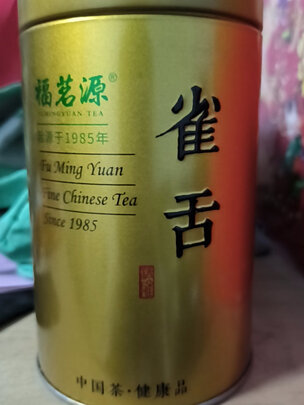 福茗源®
FUMINGYUAN TEA
源于1985年
Fu Ming Yuan
Fine Chinese Tea
Since 1985
雀舌
中国茶·健康品